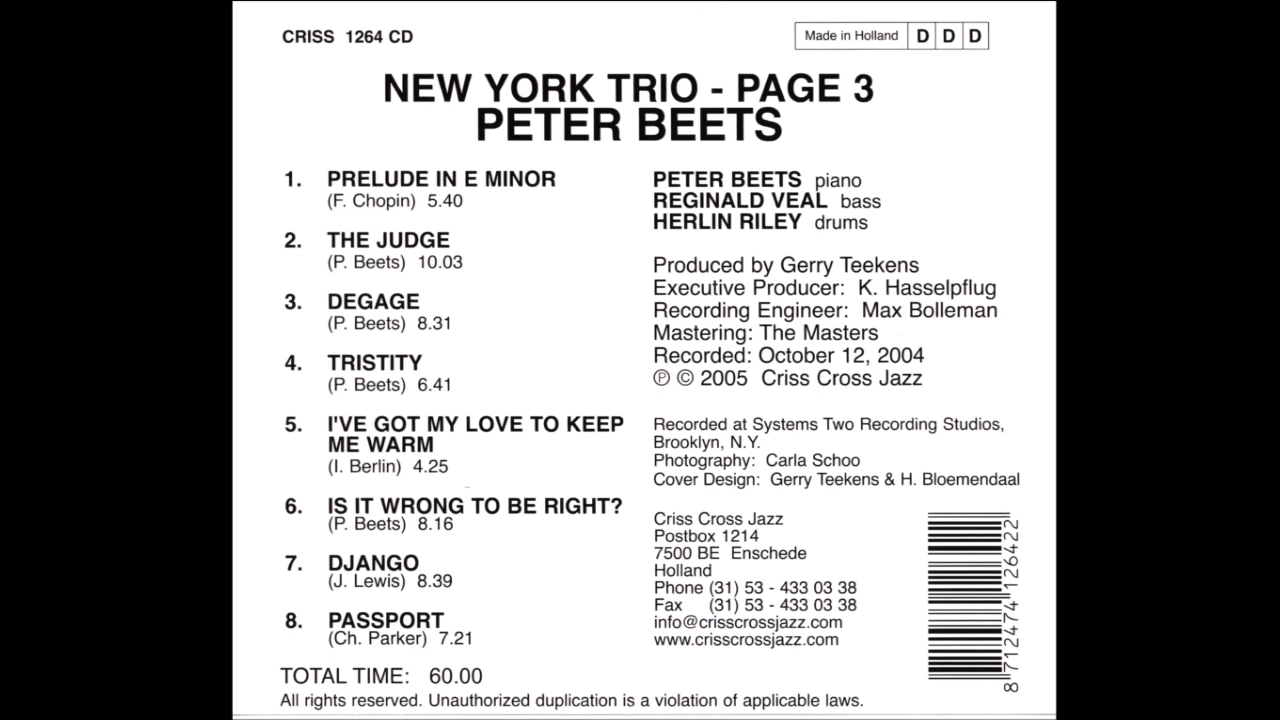 CRISS 1264 CD
Made in Holland D D D
NEW YORK TRIO - PAGE 3
PETER BEETS
1. PRELUDE IN E MINOR
(F. Chopin) 5.40
2. THE JUDGE
(P. Beets) 10.03
3. DEGAGE
(P. Beets) 8.31
4. TRISTITY
(P. Beets) 6.41
5. I'VE GOT MY LOVE TO KEEP
ME WARM
(I. Berlin) 4.25
6. IS IT WRONG TO BE RIGHT?
(P. Beets) 8.16
7. DJANGO
(J. Lewis) 8.39
8. PASSPORT
(Ch. Parker) 7.21
TOTAL TIME: 60.00
PETER BEETS piano
REGINALD VEAL bass
HERLIN RILEY drums
Produced by Gerry Teekens
Executive Producer: K. Hasselpflug
Recording Engineer: Max Bolleman
Mastering: The Masters
Recorded: October 12, 2004
℗ © 2005 Criss Cross Jazz
Recorded at Systems Two Recording Studios,
Brooklyn, N.Y.
Photography: Carla Schoo
Cover Design: Gerry Teekens & H. Bloemendaal
Criss Cross Jazz
Postbox 1214
7500 BE Enschede
Holland
Phone (31) 53 - 433 03 38
Fax (31) 53 - 433 03 38
info@crisscrossjazz.com
www.crisscrossjazz.com
8 712474 126422
All rights reserved. Unauthorized duplication is a violation of applicable laws.